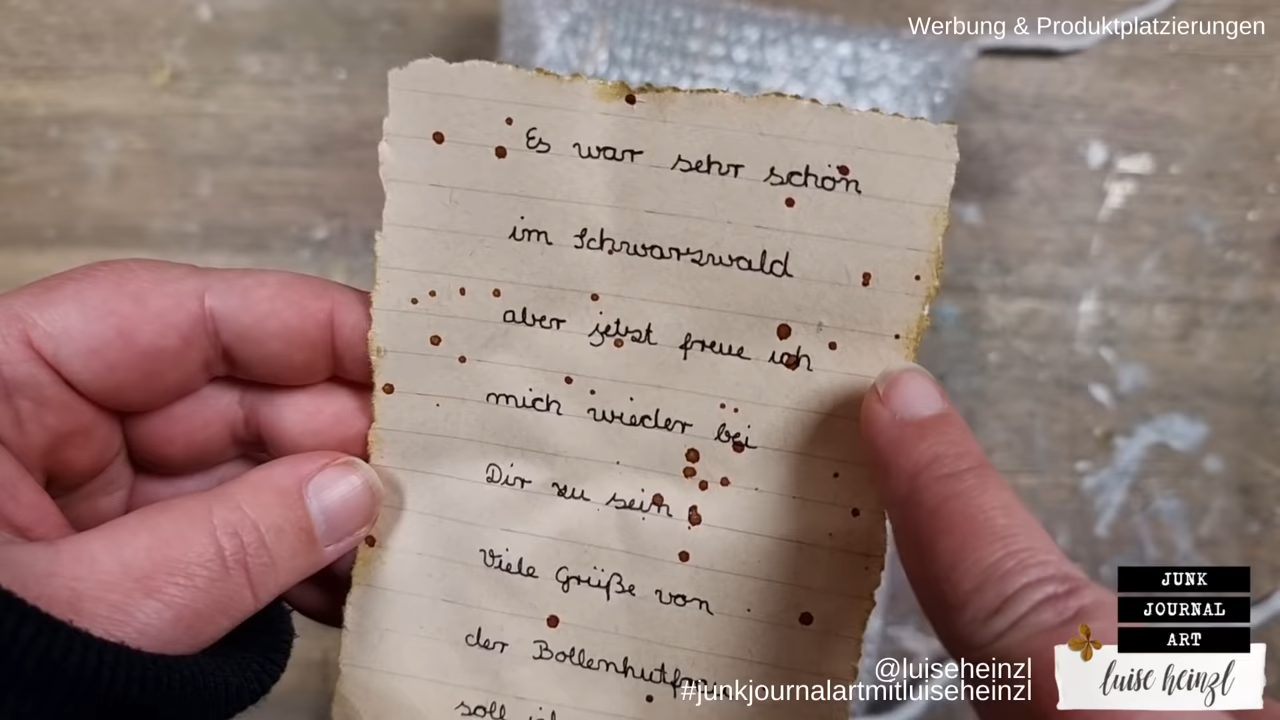 Werbung & Produktplatzierungen
Es war sehr schön
im Schwarzwald
aber jetzt freue ich
mich wieder bei
Dir zu sein
Viele Grüße von
der
soll
JUNK
JOURNAL
ART
luise heinzl
@luiseheinzl
#junkjournalartmitluiseheinzl